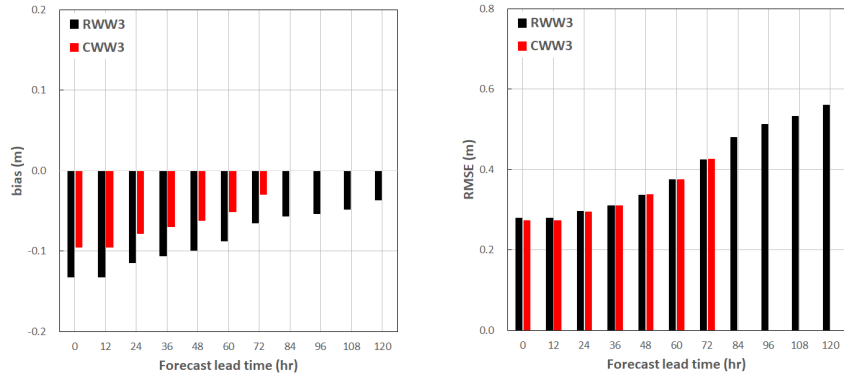 0.2
0.1
0.0
-0.1
-0.2
bias (m)
RWW3
CWW3
0 12 24 36 48 60 72 84 96 108 120
Forecast lead time (hr)
0.8
0.6
0.4
0.2
0.0
RMSE (m)
RWW3
CWW3
0 12 24 36 48 60 72 84 96 108 120
Forecast lead time (hr)